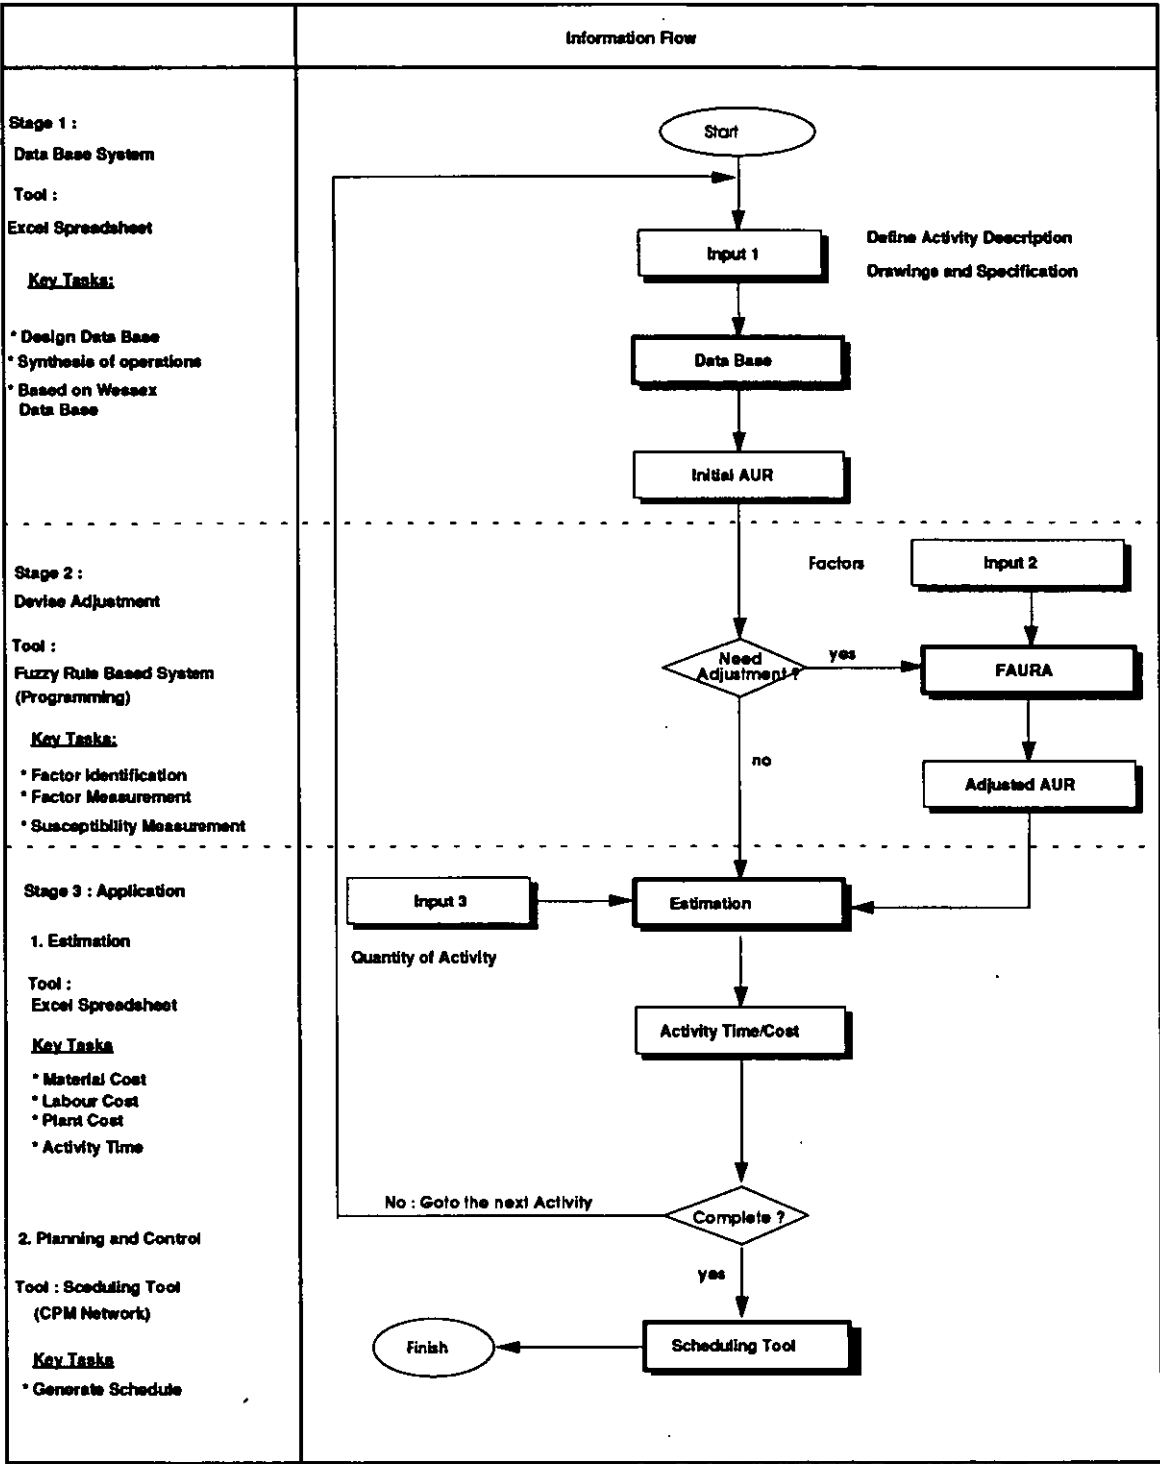 Information Flow
Stage 1 :
Data Base System
Tool :
Excel Spreadsheet
Key Tasks:
* Design Data Base
* Synthesis of operations
* Based on Wessex
Data Base
Start
Input 1
Define Activity Description
Drawings and Specification
Data Base
Initial AUR
Stage 2 :
Devise Adjustment
Tool :
Fuzzy Rule Based System
(Programming)
Key Tasks:
* Factor Identification
* Factor Measurement
* Susceptibility Measurement
Factors
Input 2
Need
Adjustment ?
yes
FAURA
no
Adjusted AUR
Stage 3 : Application
1. Estimation
Tool :
Excel Spreadsheet
Key Tasks
* Material Cost
* Labour Cost
* Plant Cost
* Activity Time
Input 3
Estimation
Quantity of Activity
Activity Time/Cost
No : Goto the next Activity
Complete ?
yes
2. Planning and Control
Tool : Sceduling Tool
(CPM Network)
Key Tasks
* Generate Schedule
Finish
Scheduling Tool